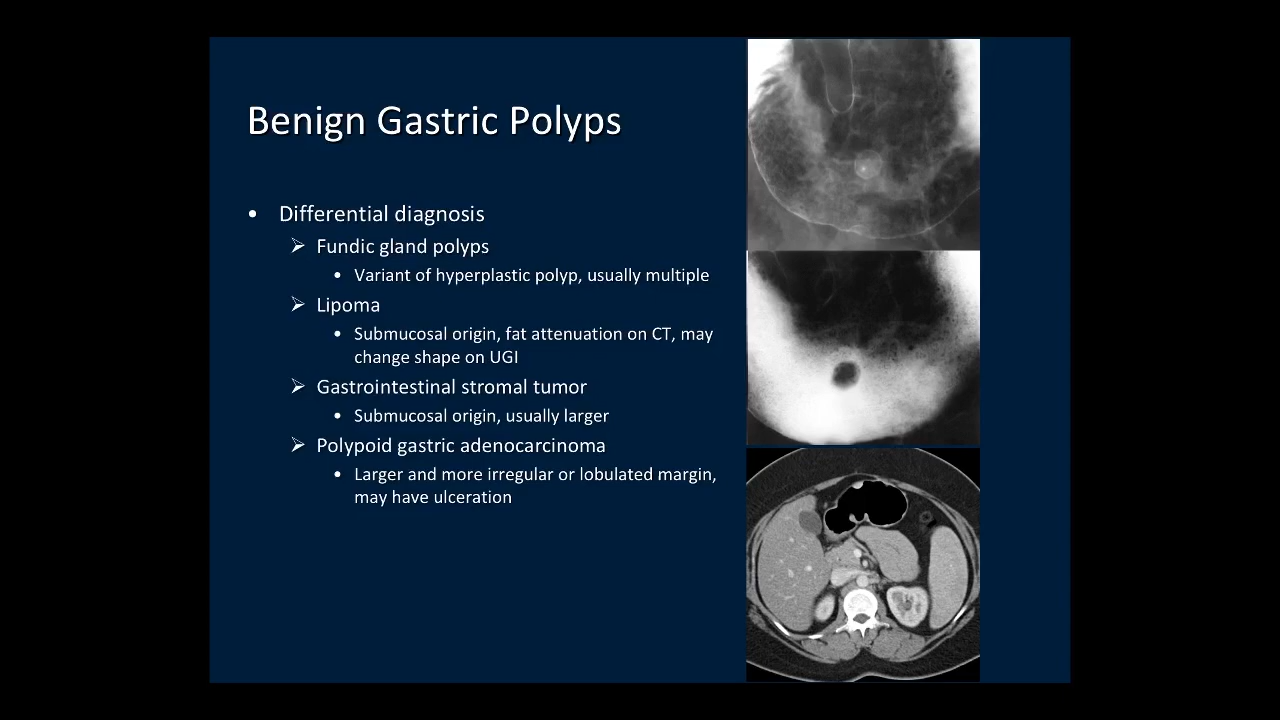 Benign Gastric Polyps
• Differential diagnosis
➢ Fundic gland polyps
• Variant of hyperplastic polyp, usually multiple
➢ Lipoma
• Submucosal origin, fat attenuation on CT, may
change shape on UGI
➢ Gastrointestinal stromal tumor
• Submucosal origin, usually larger
➢ Polypoid gastric adenocarcinoma
• Larger and more irregular or lobulated margin,
may have ulceration